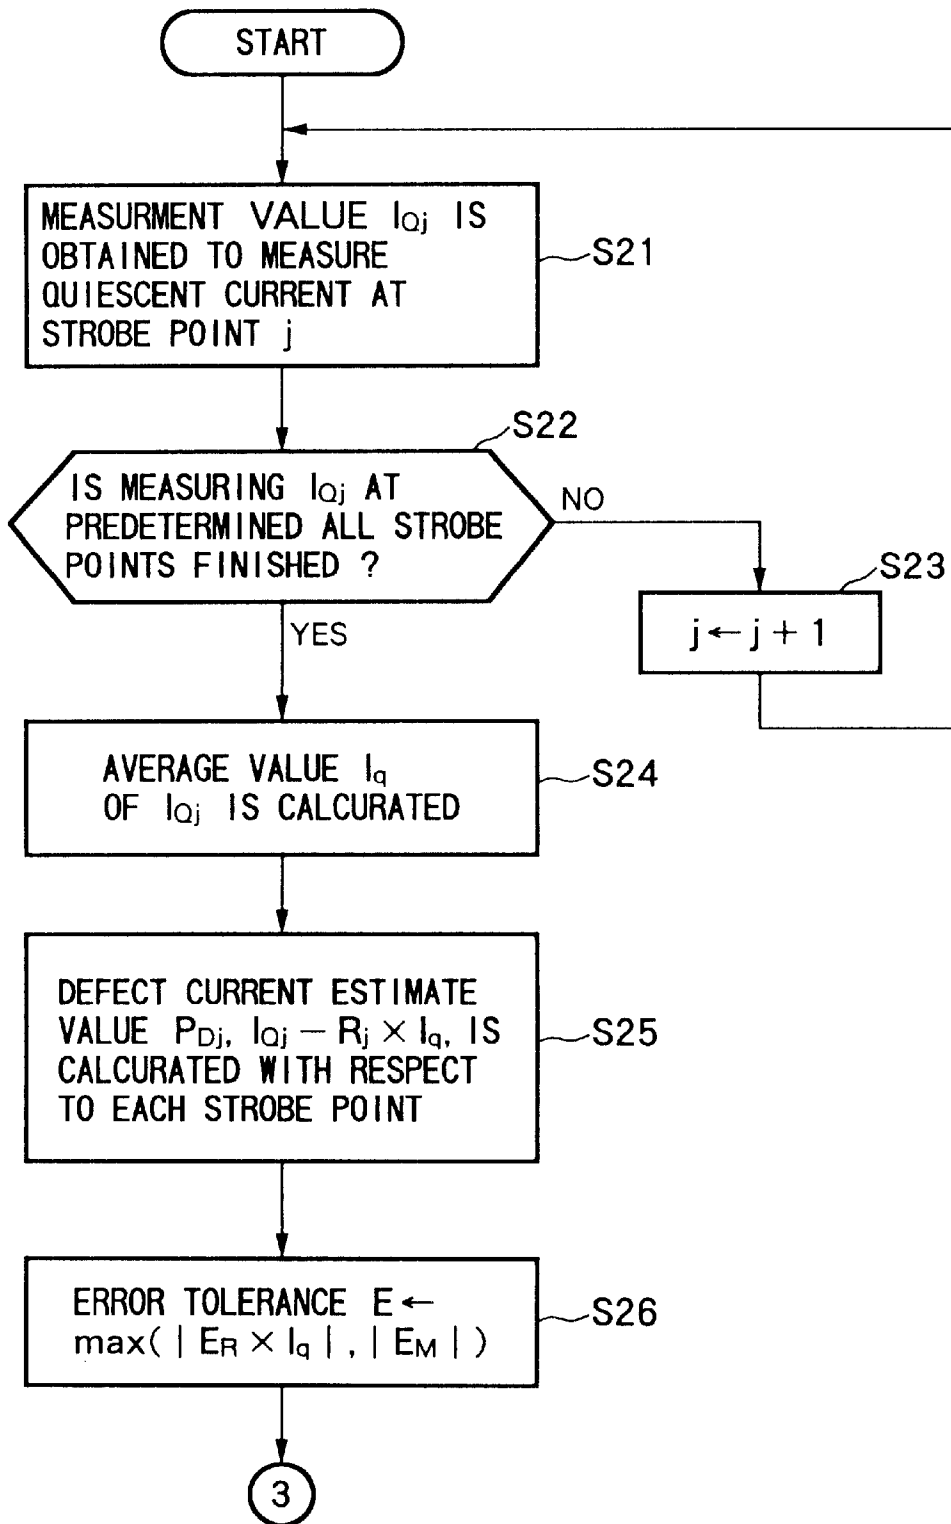 START
MEASURMENT VALUE IQj IS
OBTAINED TO MEASURE
QUIESCENT CURRENT AT
STROBE POINT j
S21
S22
IS MEASURING IQj AT
PREDETERMINED ALL STROBE
POINTS FINISHED ?
NO
YES
S23
j ← j + 1
AVERAGE VALUE Iq
OF IQj IS CALCURATED
S24
DEFECT CURRENT ESTIMATE
VALUE PDj, IQj − Rj × Iq, IS
CALCURATED WITH RESPECT
TO EACH STROBE POINT
S25
ERROR TOLERANCE E ←
max( | ER × Iq | , | EM | )
S26
3